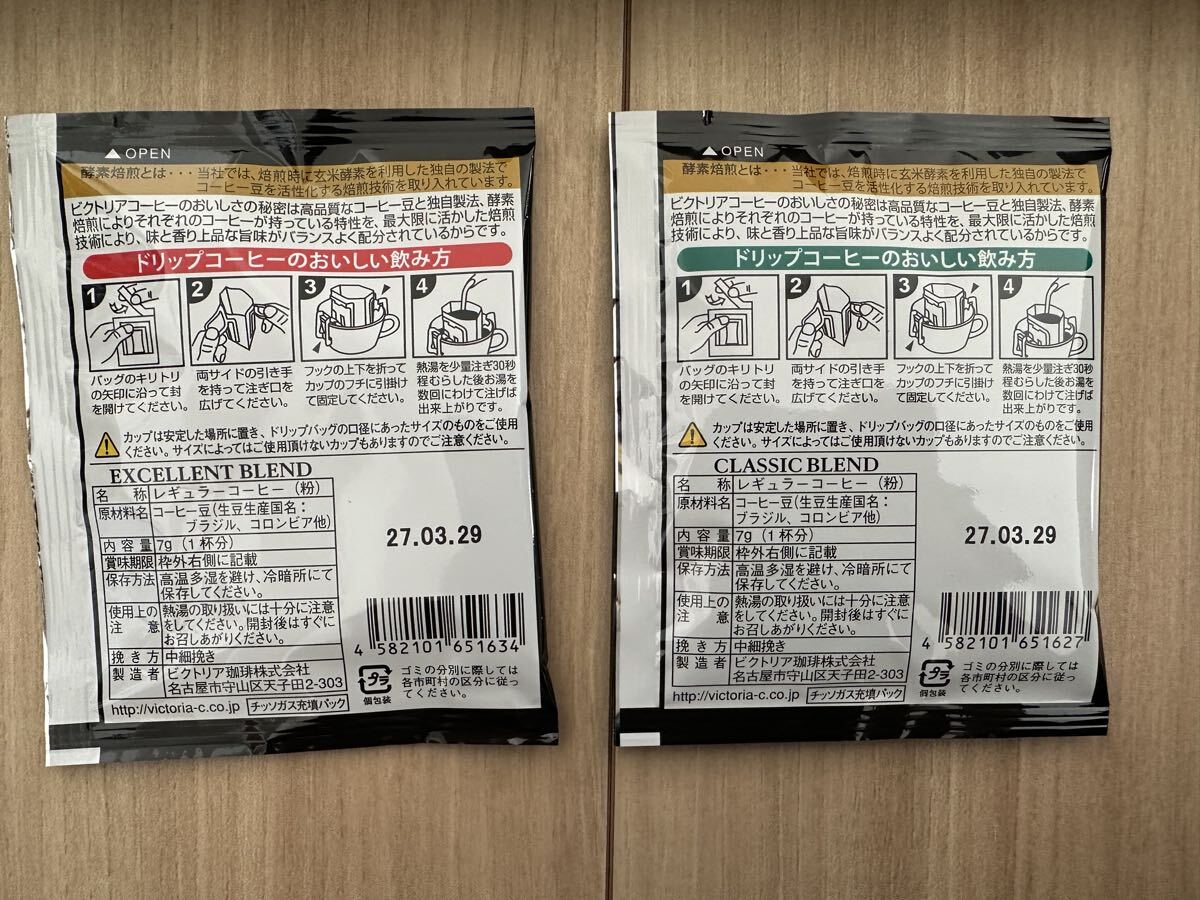 ▲ OPEN
酵素焙煎とは・・・当社では、焙煎時に玄米酵素を利用した独自の製法で
コーヒー豆を活性化する焙煎技術を取り入れています。
ビクトリアコーヒーのおいしさの秘密は高品質なコーヒー豆と独自製法、酵素
焙煎によりそれぞれのコーヒーが持っている特性を、最大限に活かした焙煎
技術により、味と香り上品な旨味がバランスよく配分されているからです。
ドリップコーヒーのおいしい飲み方
1 2 3 4
バッグのキリトリ
の矢印に沿って封
を開けてください。
両サイドの引き手
を持って注ぎ口を
広げてください。
フックの上下を折って
カップのフチに引掛け
て固定してください。
熱湯を少量注ぎ30秒
程むらした後お湯を
数回にわけて注げば
出来上がりです。
カップは安定した場所に置き、ドリップバッグの口径にあったサイズのものをご使用
ください。サイズによってはご使用頂けないカップもありますのでご注意ください。
EXCELLENT BLEND
名 称 レギュラーコーヒー（粉）
原材料名 コーヒー豆(生豆生産国名：
ブラジル、コロンビア他)
内容量 7g（1杯分）
賞味期限 枠外右側に記載
保存方法 高温多湿を避け、冷暗所にて
保存してください。
使用上の注意 熱湯の取り扱いには十分に注意
をしてください。開封後はすぐに
お召しあがりください。
挽き方 中細挽き
製造者 ビクトリア珈琲株式会社
名古屋市守山区天子田2-303
http://victoria-c.co.jp チッソガス充填パック
27.03.29
4 582101 651634
プラ
個包装
ゴミの分別に際しては
各市町村の区分に従っ
てください。
▲ OPEN
酵素焙煎とは・・・当社では、焙煎時に玄米酵素を利用した独自の製法で
コーヒー豆を活性化する焙煎技術を取り入れています。
ビクトリアコーヒーのおいしさの秘密は高品質なコーヒー豆と独自製法、酵素
焙煎によりそれぞれのコーヒーが持っている特性を、最大限に活かした焙煎
技術により、味と香り上品な旨味がバランスよく配分されているからです。
ドリップコーヒーのおいしい飲み方
1 2 3 4
バッグのキリトリ
の矢印に沿って封
を開けてください。
両サイドの引き手
を持って注ぎ口を
広げてください。
フックの上下を折って
カップのフチに引掛け
て固定してください。
熱湯を少量注ぎ30秒
程むらした後お湯を
数回にわけて注げば
出来上がりです。
カップは安定した場所に置き、ドリップバッグの口径にあったサイズのものをご使用
ください。サイズによってはご使用頂けないカップもありますのでご注意ください。
CLASSIC BLEND
名 称 レギュラーコーヒー（粉）
原材料名 コーヒー豆(生豆生産国名：
ブラジル、コロンビア他)
内容量 7g（1杯分）
賞味期限 枠外右側に記載
保存方法 高温多湿を避け、冷暗所にて
保存してください。
使用上の注意 熱湯の取り扱いには十分に注意
をしてください。開封後はすぐに
お召しあがりください。
挽き方 中細挽き
製造者 ビクトリア珈琲株式会社
名古屋市守山区天子田2-303
http://victoria-c.co.jp チッソガス充填パック
27.03.29
4 582101 651627
プラ
個包装
ゴミの分別に際しては
各市町村の区分に従っ
てください。